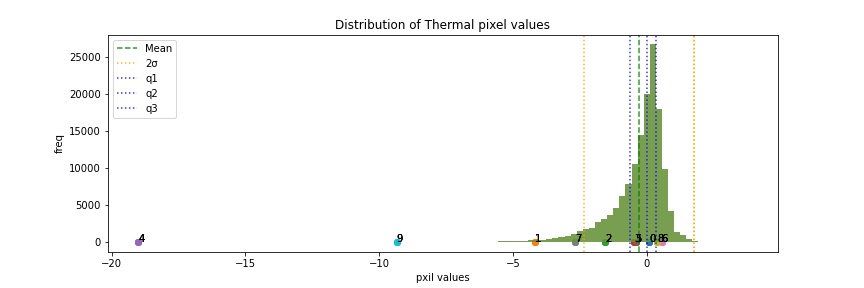 Distribution of Thermal pixel values
Mean
2σ
q1
q2
q3
freq
25000
20000
15000
10000
5000
0
4
9
1
7
2
5
0
8
6
−20
−15
−10
−5
0
pxil values